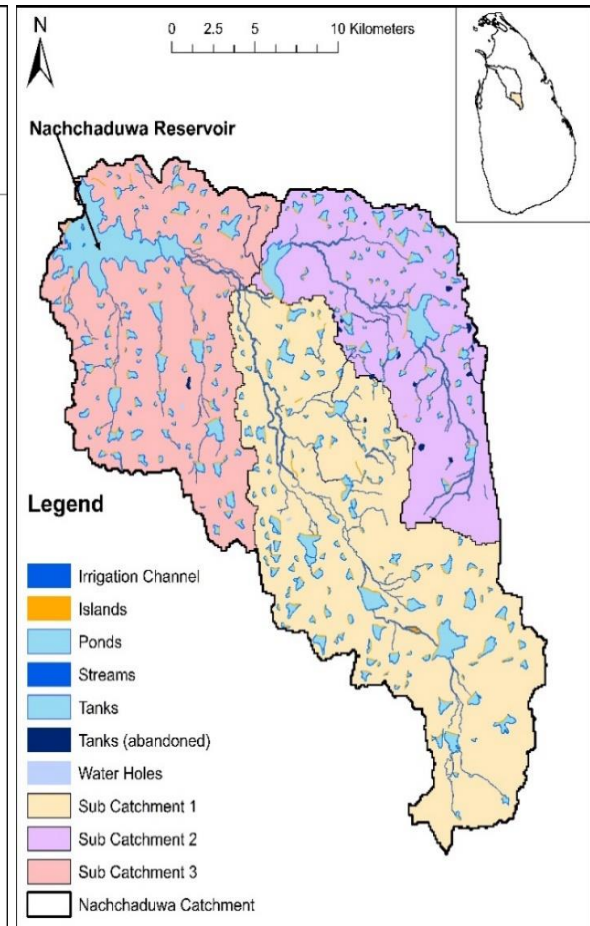 N
0 2.5 5 10 Kilometers
Nachchaduwa Reservoir
Legend
Irrigation Channel
Islands
Ponds
Streams
Tanks
Tanks (abandoned)
Water Holes
Sub Catchment 1
Sub Catchment 2
Sub Catchment 3
Nachchaduwa Catchment